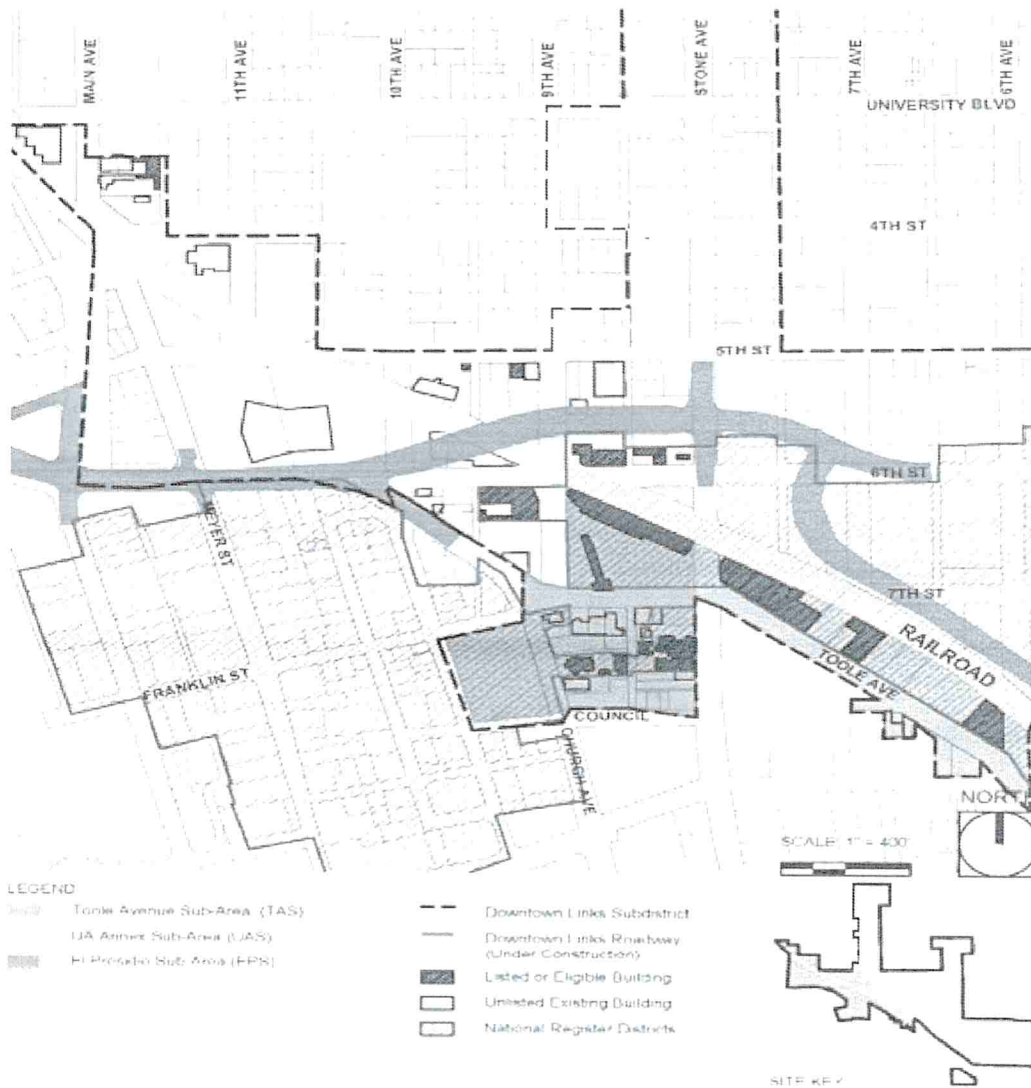 MAIN AVE
11TH AVE
10TH AVE
9TH AVE
STONE AVE
7TH AVE
6TH AVE
UNIVERSITY BLVD
4TH ST
5TH ST
6TH ST
MEYER ST
7TH ST
RAILROAD
TOOLE AVE
FRANKLIN ST
COUNCIL
CHURCH AVE
NORTH
SCALE: 1" = 400'
LEGEND
Toole Avenue Sub-Area (TAS)
UA Annex Sub-Area (UAS)
El Presidio Sub-Area (EPS)
Downtown Links Subdistrict
Downtown Links Roadway
(Under Construction)
Listed or Eligible Building
Unlisted Existing Building
National Register Districts
SITE KEY